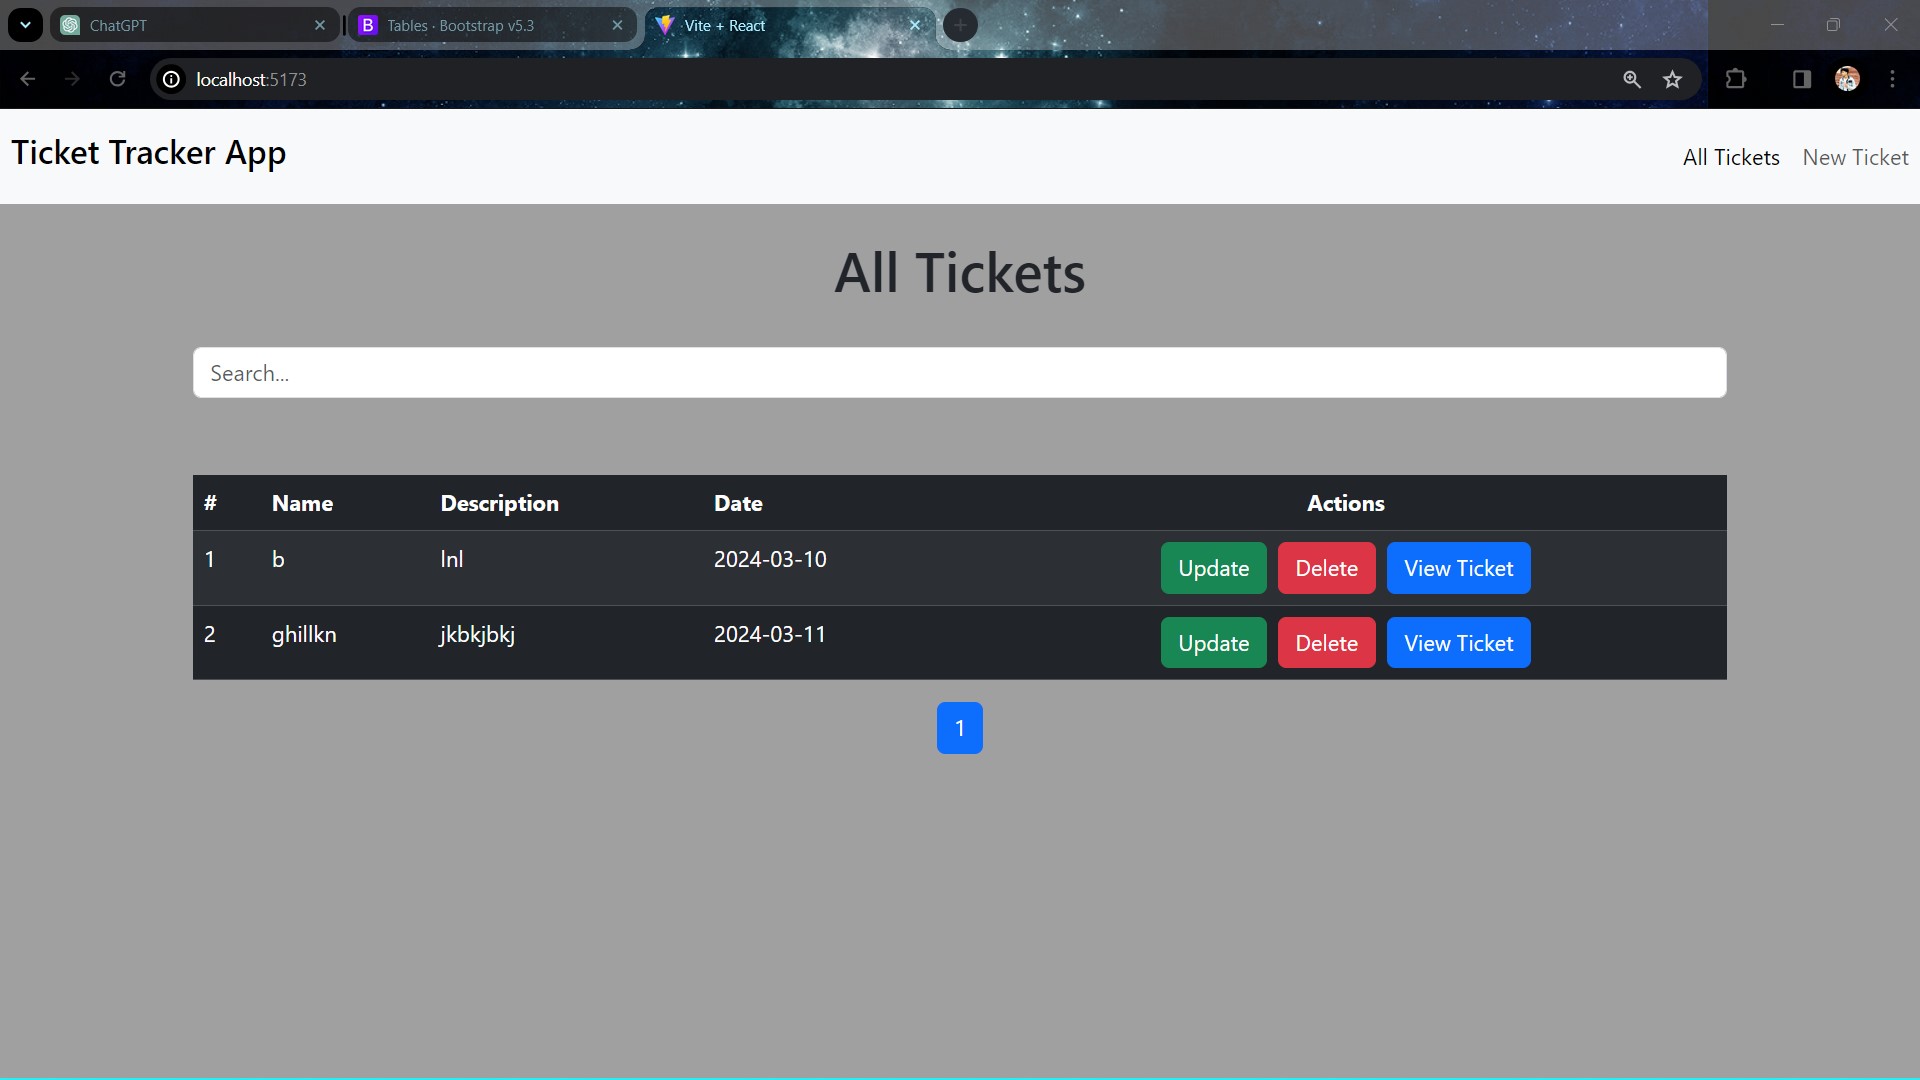 ChatGPT
B Tables · Bootstrap v5.3
Vite + React
localhost:5173
Ticket Tracker App
All Tickets New Ticket
All Tickets
Search...
# Name Description Date Actions
1 b lnl 2024-03-10 Update Delete View Ticket
2 ghillkn jkbkjbkj 2024-03-11 Update Delete View Ticket
1